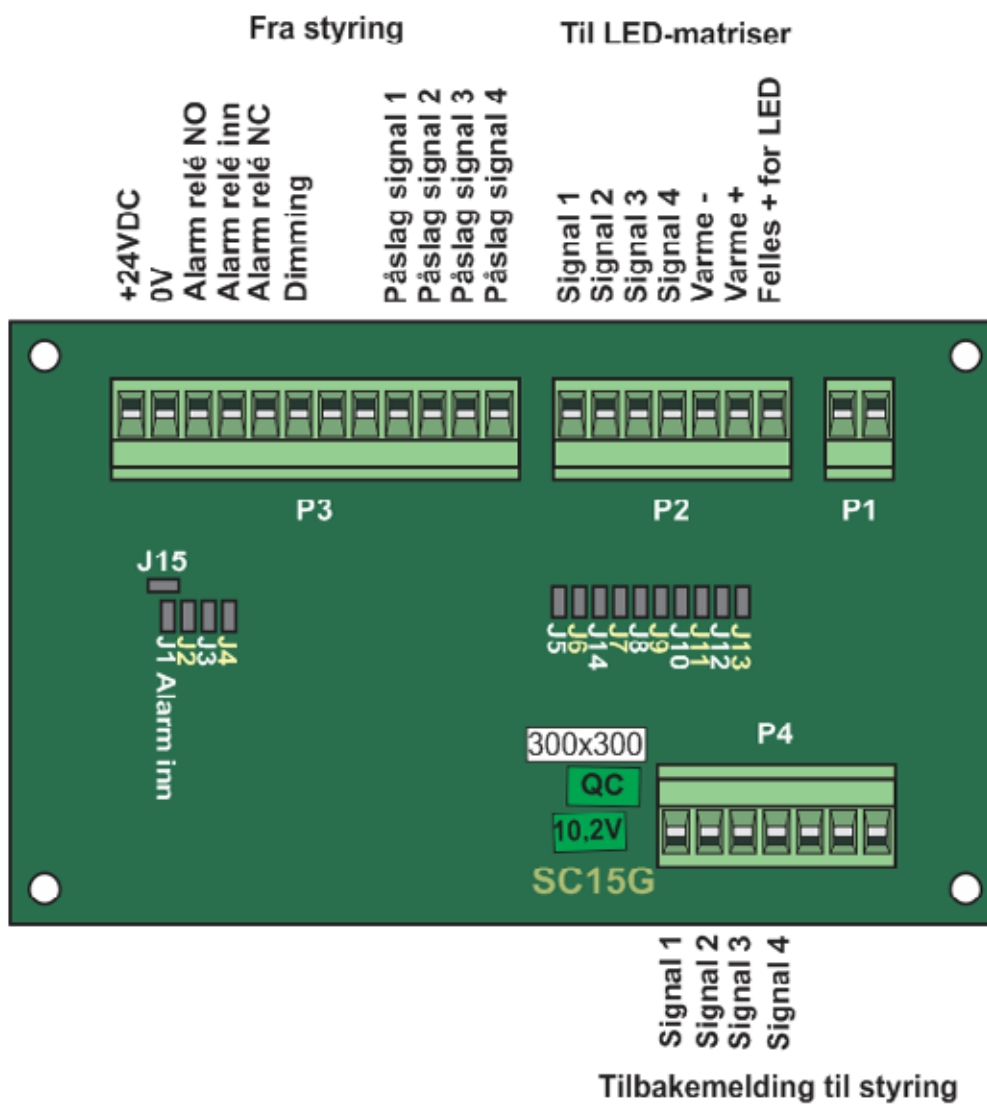 Fra styring
Til LED-matriser
+24VDC
0V
Alarm relé NO
Alarm relé inn
Alarm relé NC
Dimming
Påslag signal 1
Påslag signal 2
Påslag signal 3
Påslag signal 4
Signal 1
Signal 2
Signal 3
Signal 4
Varme -
Varme +
Felles + for LED
P3
P2
P1
J15
J1 Alarm inn
J2
J3
J4
J5
J6
J14
J7
J8
J9
J10
J11
J12
J13
300x300
QC
10,2V
SC15G
P4
Signal 1
Signal 2
Signal 3
Signal 4
Tilbakemelding til styring